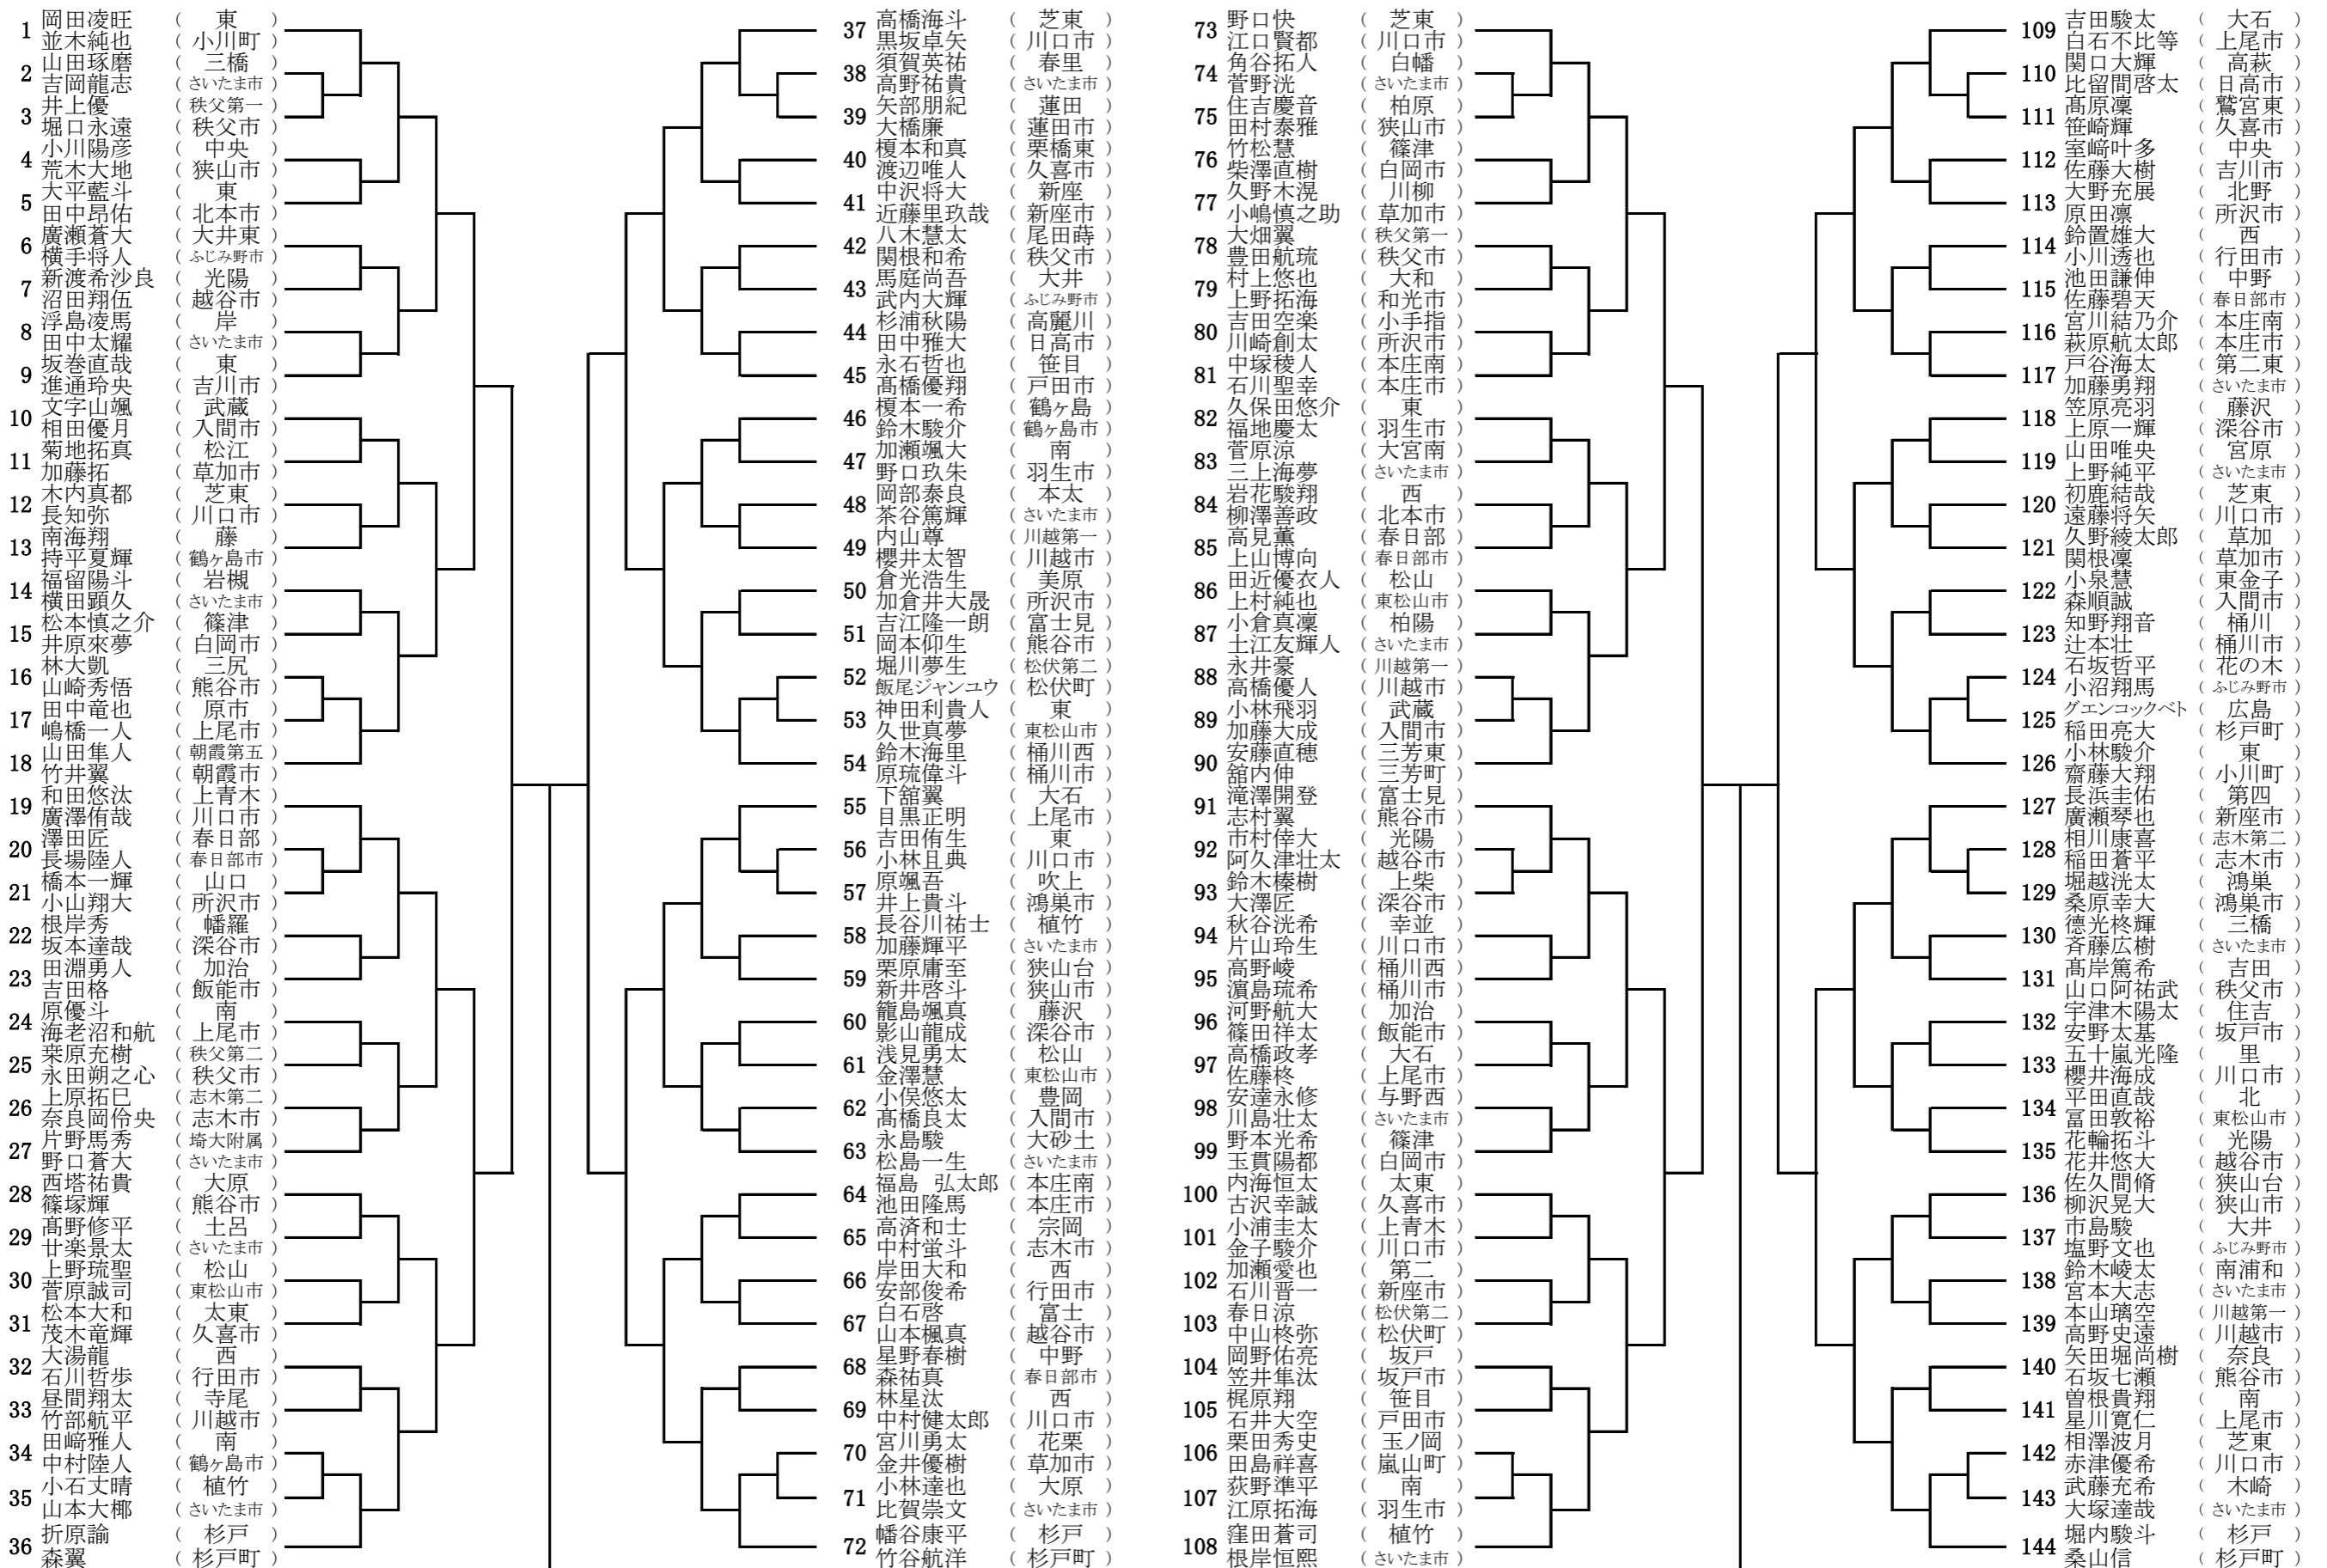 1 岡田凌旺 ( 東 )
並木純也 ( 小川町 )
2 山田琢磨 ( 三橋 )
吉岡龍志 ( さいたま市 )
3 井上優 ( 秩父第一 )
堀口永遠 ( 秩父市 )
4 小川陽彦 ( 中央 )
荒木大地 ( 狭山市 )
5 大平藍斗 ( 東 )
田中昂佑 ( 北本市 )
6 廣瀬蒼大 ( 大井東 )
横手将人 ( ふじみ野市 )
7 新渡希沙良 ( 光陽 )
沼田翔伍 ( 越谷市 )
8 浮島凌馬 ( 岸 )
田中太耀 ( さいたま市 )
9 坂巻直哉 ( 東 )
進通玲央 ( 吉川市 )
10 文字山颯 ( 武蔵 )
相田優月 ( 入間市 )
11 菊地拓真 ( 松江 )
加藤拓 ( 草加市 )
12 木内真都 ( 芝東 )
長知弥 ( 川口市 )
13 南海翔 ( 藤 )
持平夏輝 ( 鶴ヶ島市 )
14 福留陽斗 ( 岩槻 )
横田顕久 ( さいたま市 )
15 松本慎之介 ( 篠津 )
井原來夢 ( 白岡市 )
16 林大凱 ( 三尻 )
山崎秀悟 ( 熊谷市 )
17 田中竜也 ( 原市 )
嶋橋一人 ( 上尾市 )
18 山田隼人 ( 朝霞第五 )
竹井翼 ( 朝霞市 )
19 和田悠汰 ( 上青木 )
廣澤侑哉 ( 川口市 )
20 澤田匠 ( 春日部 )
長場陸人 ( 春日部市 )
21 橋本一輝 ( 山口 )
小山翔大 ( 所沢市 )
22 根岸秀 ( 幡羅 )
坂本達哉 ( 深谷市 )
23 田淵勇人 ( 加治 )
吉田格 ( 飯能市 )
24 原優斗 ( 南 )
海老沼和航 ( 上尾市 )
25 栞原充樹 ( 秩父第二 )
永田朔之心 ( 秩父市 )
26 上原拓巳 ( 志木第二 )
奈良岡伶央 ( 志木市 )
27 片野馬秀 ( 埼大附属 )
野口蒼大 ( さいたま市 )
28 西塔祐貴 ( 大原 )
篠塚輝 ( 熊谷市 )
29 髙野修平 ( 土呂 )
廿楽景太 ( さいたま市 )
30 上野琉聖 ( 松山 )
菅原誠司 ( 東松山市 )
31 松本大和 ( 太東 )
茂木竜輝 ( 久喜市 )
32 大湯龍 ( 西 )
石川哲歩 ( 行田市 )
33 昼間翔太 ( 寺尾 )
竹部航平 ( 川越市 )
34 田﨑雅人 ( 南 )
中村陸人 ( 鶴ヶ島市 )
35 小石丈晴 ( 植竹 )
山本大椰 ( さいたま市 )
36 折原諭 ( 杉戸 )
森翼 ( 杉戸町 )
37 高橋海斗 ( 芝東 )
黒坂卓矢 ( 川口市 )
38 須賀英祐 ( 春里 )
高野祐貴 ( さいたま市 )
39 矢部朋紀 ( 蓮田 )
大橋廉 ( 蓮田市 )
40 榎本和真 ( 栗橋東 )
渡辺唯人 ( 久喜市 )
41 中沢将大 ( 新座 )
近藤里玖哉 ( 新座市 )
42 八木慧太 ( 尾田蒔 )
関根和希 ( 秩父市 )
43 馬庭尚吾 ( 大井 )
武内大輝 ( ふじみ野市 )
44 杉浦秋陽 ( 高麗川 )
田中雅大 ( 日高市 )
45 永石哲也 ( 笹目 )
髙橋優翔 ( 戸田市 )
46 榎本一希 ( 鶴ヶ島 )
鈴木駿介 ( 鶴ヶ島市 )
47 加瀬颯大 ( 南 )
野口玖朱 ( 羽生市 )
48 岡部泰良 ( 本太 )
茶谷篤輝 ( さいたま市 )
49 内山尊 ( 川越第一 )
櫻井太智 ( 川越市 )
50 倉光浩生 ( 美原 )
加倉井大晟 ( 所沢市 )
51 吉江隆一朗 ( 富士見 )
岡本仰生 ( 熊谷市 )
52 堀川夢生 ( 松伏第二 )
飯尾ジャンユウ ( 松伏町 )
53 神田利貴人 ( 東 )
久世真夢 ( 東松山市 )
54 鈴木海里 ( 桶川西 )
原琉偉斗 ( 桶川市 )
55 下舘翼 ( 大石 )
目黒正明 ( 上尾市 )
56 吉田侑生 ( 東 )
小林且典 ( 川口市 )
57 原颯吾 ( 吹上 )
井上貴斗 ( 鴻巣市 )
58 長谷川祐士 ( 植竹 )
加藤輝平 ( さいたま市 )
59 栗原庸至 ( 狭山台 )
新井啓斗 ( 狭山市 )
60 籠島颯真 ( 藤沢 )
影山龍成 ( 深谷市 )
61 浅見勇太 ( 松山 )
金澤慧 ( 東松山市 )
62 小俣悠太 ( 豊岡 )
髙橋良太 ( 入間市 )
63 永島駿 ( 大砂土 )
松島一生 ( さいたま市 )
64 福島 弘太郎 ( 本庄南 )
池田隆馬 ( 本庄市 )
65 高済和士 ( 宗岡 )
中村蛍斗 ( 志木市 )
66 岸田大和 ( 西 )
安部俊希 ( 行田市 )
67 白石啓 ( 富士 )
山本楓真 ( 越谷市 )
68 星野春樹 ( 中野 )
森祐真 ( 春日部市 )
69 林星汰 ( 西 )
中村健太郎 ( 川口市 )
70 宮川勇太 ( 花栗 )
金井優樹 ( 草加市 )
71 小林達也 ( 大原 )
比賀崇文 ( さいたま市 )
72 幡谷康平 ( 杉戸 )
竹谷航洋 ( 杉戸町 )
73 野口快 ( 芝東 )
江口賢都 ( 川口市 )
74 角谷拓人 ( 白幡 )
菅野洸 ( さいたま市 )
75 住吉慶音 ( 柏原 )
田村泰雅 ( 狭山市 )
76 竹松慧 ( 篠津 )
柴澤直樹 ( 白岡市 )
77 久野木滉 ( 川柳 )
小嶋慎之助 ( 草加市 )
78 大畑翼 ( 秩父第一 )
豊田航琉 ( 秩父市 )
79 村上悠也 ( 大和 )
上野拓海 ( 和光市 )
80 吉田空楽 ( 小手指 )
川崎創太 ( 所沢市 )
81 中塚稜人 ( 本庄南 )
石川聖幸 ( 本庄市 )
82 久保田悠介 ( 東 )
福地慶太 ( 羽生市 )
83 菅原涼 ( 大宮南 )
三上海夢 ( さいたま市 )
84 岩花駿翔 ( 西 )
柳澤善政 ( 北本市 )
85 高見薫 ( 春日部 )
上山博向 ( 春日部市 )
86 田近優衣人 ( 松山 )
上村純也 ( 東松山市 )
87 小倉真凜 ( 柏陽 )
土江友輝人 ( さいたま市 )
88 永井豪 ( 川越第一 )
高橋優人 ( 川越市 )
89 小林飛羽 ( 武蔵 )
加藤大成 ( 入間市 )
90 安藤直穂 ( 三芳東 )
舘内伸 ( 三芳町 )
91 滝澤開登 ( 富士見 )
志村翼 ( 熊谷市 )
92 市村倖大 ( 光陽 )
阿久津壮太 ( 越谷市 )
93 鈴木榛樹 ( 上柴 )
大澤匠 ( 深谷市 )
94 秋谷洸希 ( 幸並 )
片山玲生 ( 川口市 )
95 高野崚 ( 桶川西 )
濵島琉希 ( 桶川市 )
96 河野航大 ( 加治 )
篠田祥太 ( 飯能市 )
97 高橋政孝 ( 大石 )
佐藤柊 ( 上尾市 )
98 安達永修 ( 与野西 )
川島壮太 ( さいたま市 )
99 野本光希 ( 篠津 )
玉貫陽都 ( 白岡市 )
100 内海恒太 ( 太東 )
古沢幸誠 ( 久喜市 )
101 小浦圭太 ( 上青木 )
金子駿介 ( 川口市 )
102 加瀬愛也 ( 第二 )
石川晋一 ( 新座市 )
103 春日涼 ( 松伏第二 )
中山柊弥 ( 松伏町 )
104 岡野佑亮 ( 坂戸 )
笠井隼汰 ( 坂戸市 )
105 梶原翔 ( 笹目 )
石井大空 ( 戸田市 )
106 栗田秀史 ( 玉ノ岡 )
田島祥喜 ( 嵐山町 )
107 荻野準平 ( 南 )
江原拓海 ( 羽生市 )
108 窪田蒼司 ( 植竹 )
根岸恒熙 ( さいたま市 )
109 吉田駿太 ( 大石 )
白石不比等 ( 上尾市 )
110 関口大輝 ( 高萩 )
比留間啓太 ( 日高市 )
111 髙原凜 ( 鷲宮東 )
笹崎輝 ( 久喜市 )
112 室﨑叶多 ( 中央 )
佐藤大樹 ( 吉川市 )
113 大野充展 ( 北野 )
原田凛 ( 所沢市 )
114 鈴置雄大 ( 西 )
小川透也 ( 行田市 )
115 池田謙伸 ( 中野 )
佐藤碧天 ( 春日部市 )
116 宮川結乃介 ( 本庄南 )
萩原航太郎 ( 本庄市 )
117 戸谷海太 ( 第二東 )
加藤勇翔 ( さいたま市 )
118 笠原亮羽 ( 藤沢 )
上原一輝 ( 深谷市 )
119 山田唯央 ( 宮原 )
上野純平 ( さいたま市 )
120 初鹿結哉 ( 芝東 )
遠藤将矢 ( 川口市 )
121 久野綾太郎 ( 草加 )
関根凜 ( 草加市 )
122 小泉慧 ( 東金子 )
森順誠 ( 入間市 )
123 知野翔音 ( 桶川 )
辻本壮 ( 桶川市 )
124 石坂哲平 ( 花の木 )
小沼翔馬 ( ふじみ野市 )
125 グエンコックベト ( 広島 )
稲田亮大 ( 杉戸町 )
126 小林駿介 ( 東 )
齋藤大翔 ( 小川町 )
127 長浜圭佑 ( 第四 )
廣瀬琴也 ( 新座市 )
128 相川康喜 ( 志木第二 )
稲田蒼平 ( 志木市 )
129 堀越洸太 ( 鴻巣 )
桑原幸大 ( 鴻巣市 )
130 德光柊輝 ( 三橋 )
斉藤広樹 ( さいたま市 )
131 髙岸篤希 ( 吉田 )
山口阿祐武 ( 秩父市 )
132 宇津木陽太 ( 住吉 )
安野太基 ( 坂戸市 )
133 五十嵐光隆 ( 里 )
櫻井海成 ( 川口市 )
134 平田直哉 ( 北 )
冨田敦裕 ( 東松山市 )
135 花輪拓斗 ( 光陽 )
花井悠大 ( 越谷市 )
136 佐久間脩 ( 狭山台 )
柳沢晃大 ( 狭山市 )
137 市島駿 ( 大井 )
塩野文也 ( ふじみ野市 )
138 鈴木崚太 ( 南浦和 )
宮本大志 ( さいたま市 )
139 本山璃空 ( 川越第一 )
高野史遠 ( 川越市 )
140 矢田堀尚樹 ( 奈良 )
石坂七瀬 ( 熊谷市 )
141 曽根貴翔 ( 南 )
星川寛仁 ( 上尾市 )
142 相澤波月 ( 芝東 )
赤津優希 ( 川口市 )
143 武藤充希 ( 木崎 )
大塚達哉 ( さいたま市 )
144 堀内駿斗 ( 杉戸 )
桑山信 ( 杉戸町 )